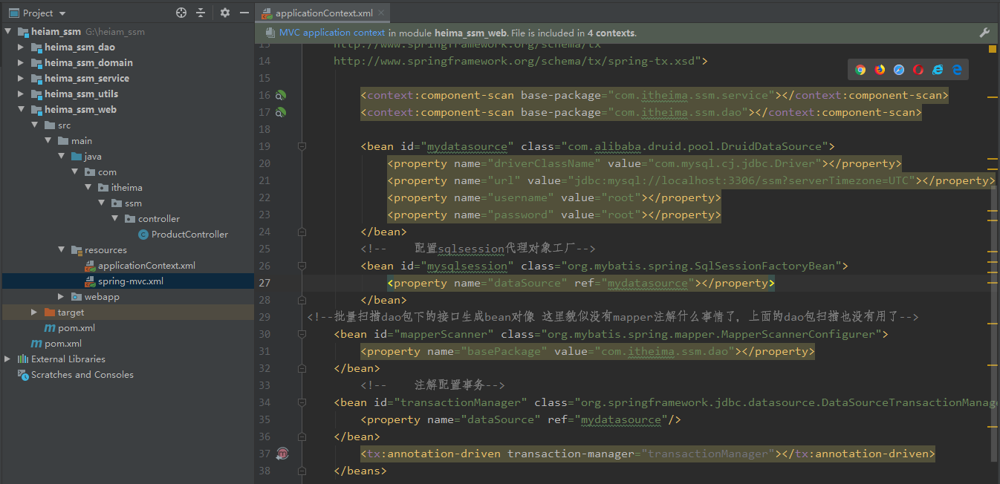 Project
heiam_ssm G:\heiam_ssm
heima_ssm_dao
heima_ssm_domain
heima_ssm_service
heima_ssm_utils
heima_ssm_web
src
main
java
com
itheima
ssm
controller
C ProductController
resources
applicationContext.xml
spring-mvc.xml
webapp
target
m pom.xml
m pom.xml
External Libraries
Scratches and Consoles
applicationContext.xml
MVC application context in module heima_ssm_web. File is included in 4 contexts.
13 http://www.springframework.org/schema/tx
14 http://www.springframework.org/schema/tx/spring-tx.xsd">
15
16 <context:component-scan base-package="com.itheima.ssm.service"></context:component-scan>
17 <context:component-scan base-package="com.itheima.ssm.dao"></context:component-scan>
18
19 <bean id="mydatasource" class="com.alibaba.druid.pool.DruidDataSource">
20 <property name="driverClassName" value="com.mysql.cj.jdbc.Driver"></property>
21 <property name="url" value="jdbc:mysql://localhost:3306/ssm?serverTimezone=UTC"></property>
22 <property name="username" value="root"></property>
23 <property name="password" value="root"></property>
24 </bean>
25 <!-- 配置sqlsession代理对象工厂-->
26 <bean id="mysqlsession" class="org.mybatis.spring.SqlSessionFactoryBean">
27 <property name="dataSource" ref="mydatasource"></property>
28 </bean>
29 <!--批量扫描dao包下的接口生成bean对像 这里貌似没有mapper注解什么事情了，上面的dao包扫描也没有用了-->
30 <bean id="mapperScanner" class="org.mybatis.spring.mapper.MapperScannerConfigurer">
31 <property name="basePackage" value="com.itheima.ssm.dao"></property>
32 </bean>
33 <!-- 注解配置事务-->
34 <bean id="transactionManager" class="org.springframework.jdbc.datasource.DataSourceTransactionManage
35 <property name="dataSource" ref="mydatasource"/>
36 </bean>
37 <tx:annotation-driven transaction-manager="transactionManager"></tx:annotation-driven>
38 </beans>